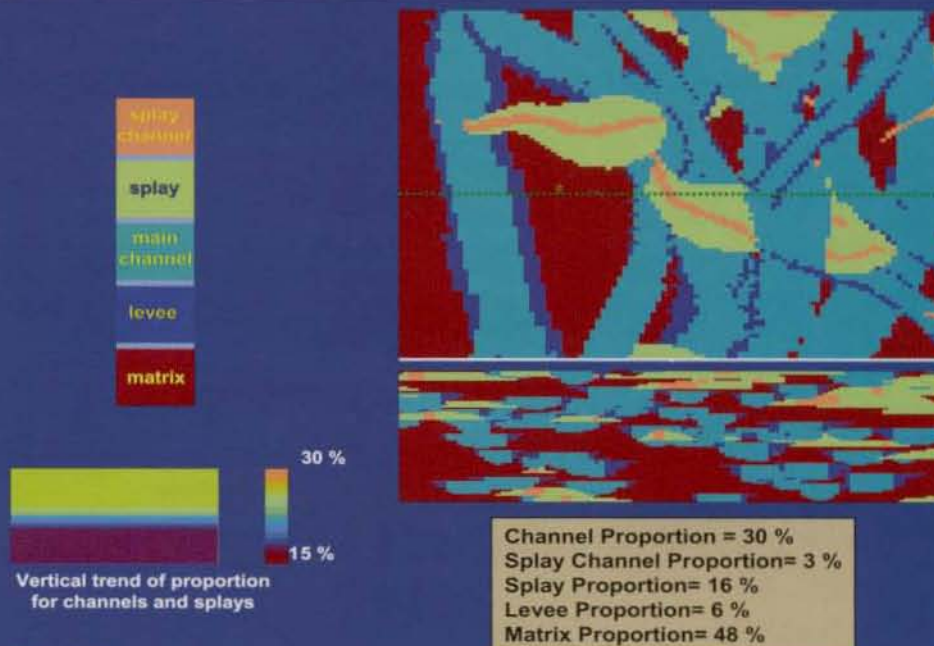 splay
channel
splay
main
channel
levee
matrix
30 %
15 %
Vertical trend of proportion
for channels and splays
Channel Proportion = 30 %
Splay Channel Proportion= 3 %
Splay Proportion= 16 %
Levee Proportion= 6 %
Matrix Proportion= 48 %